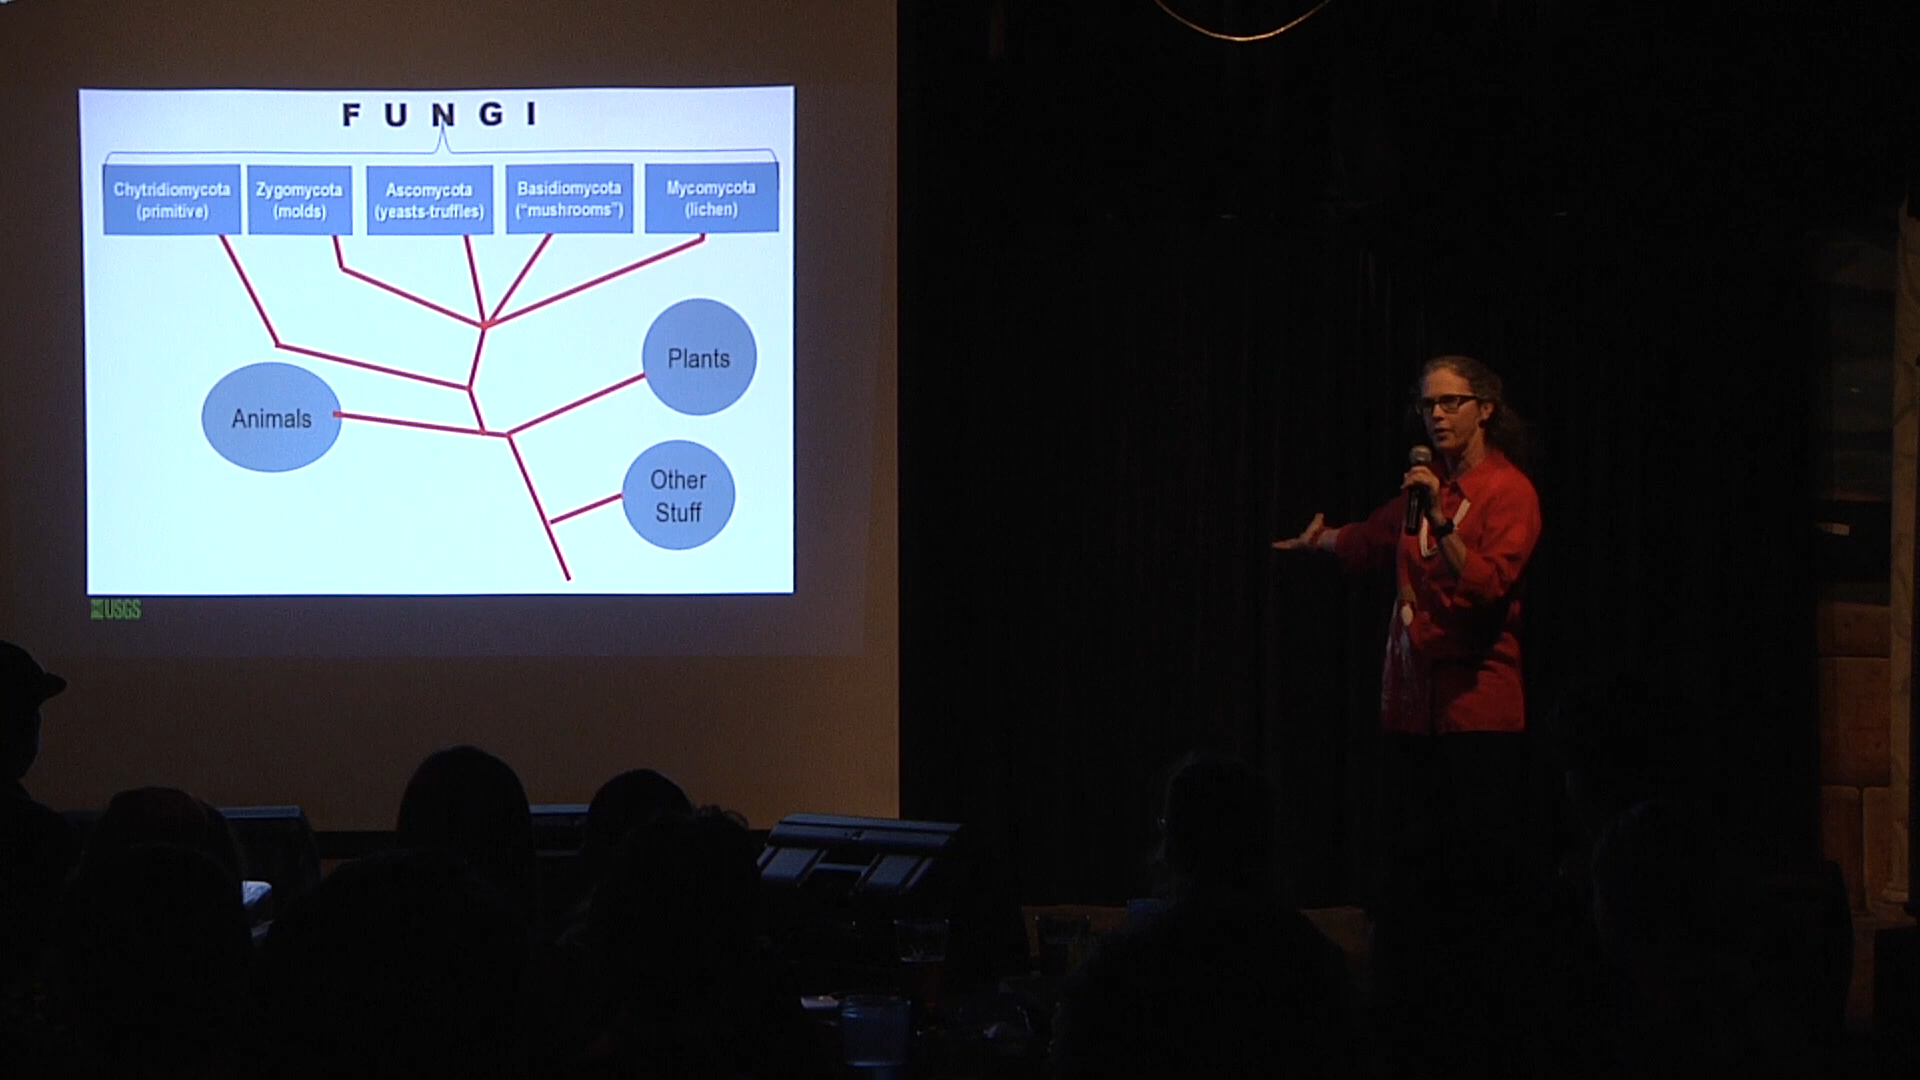 F U N G I
Chytridiomycota
(primitive)
Zygomycota
(molds)
Ascomycota
(yeasts-truffles)
Basidiomycota
(“mushrooms”)
Mycomycota
(lichen)
Plants
Animals
Other
Stuff
USGS